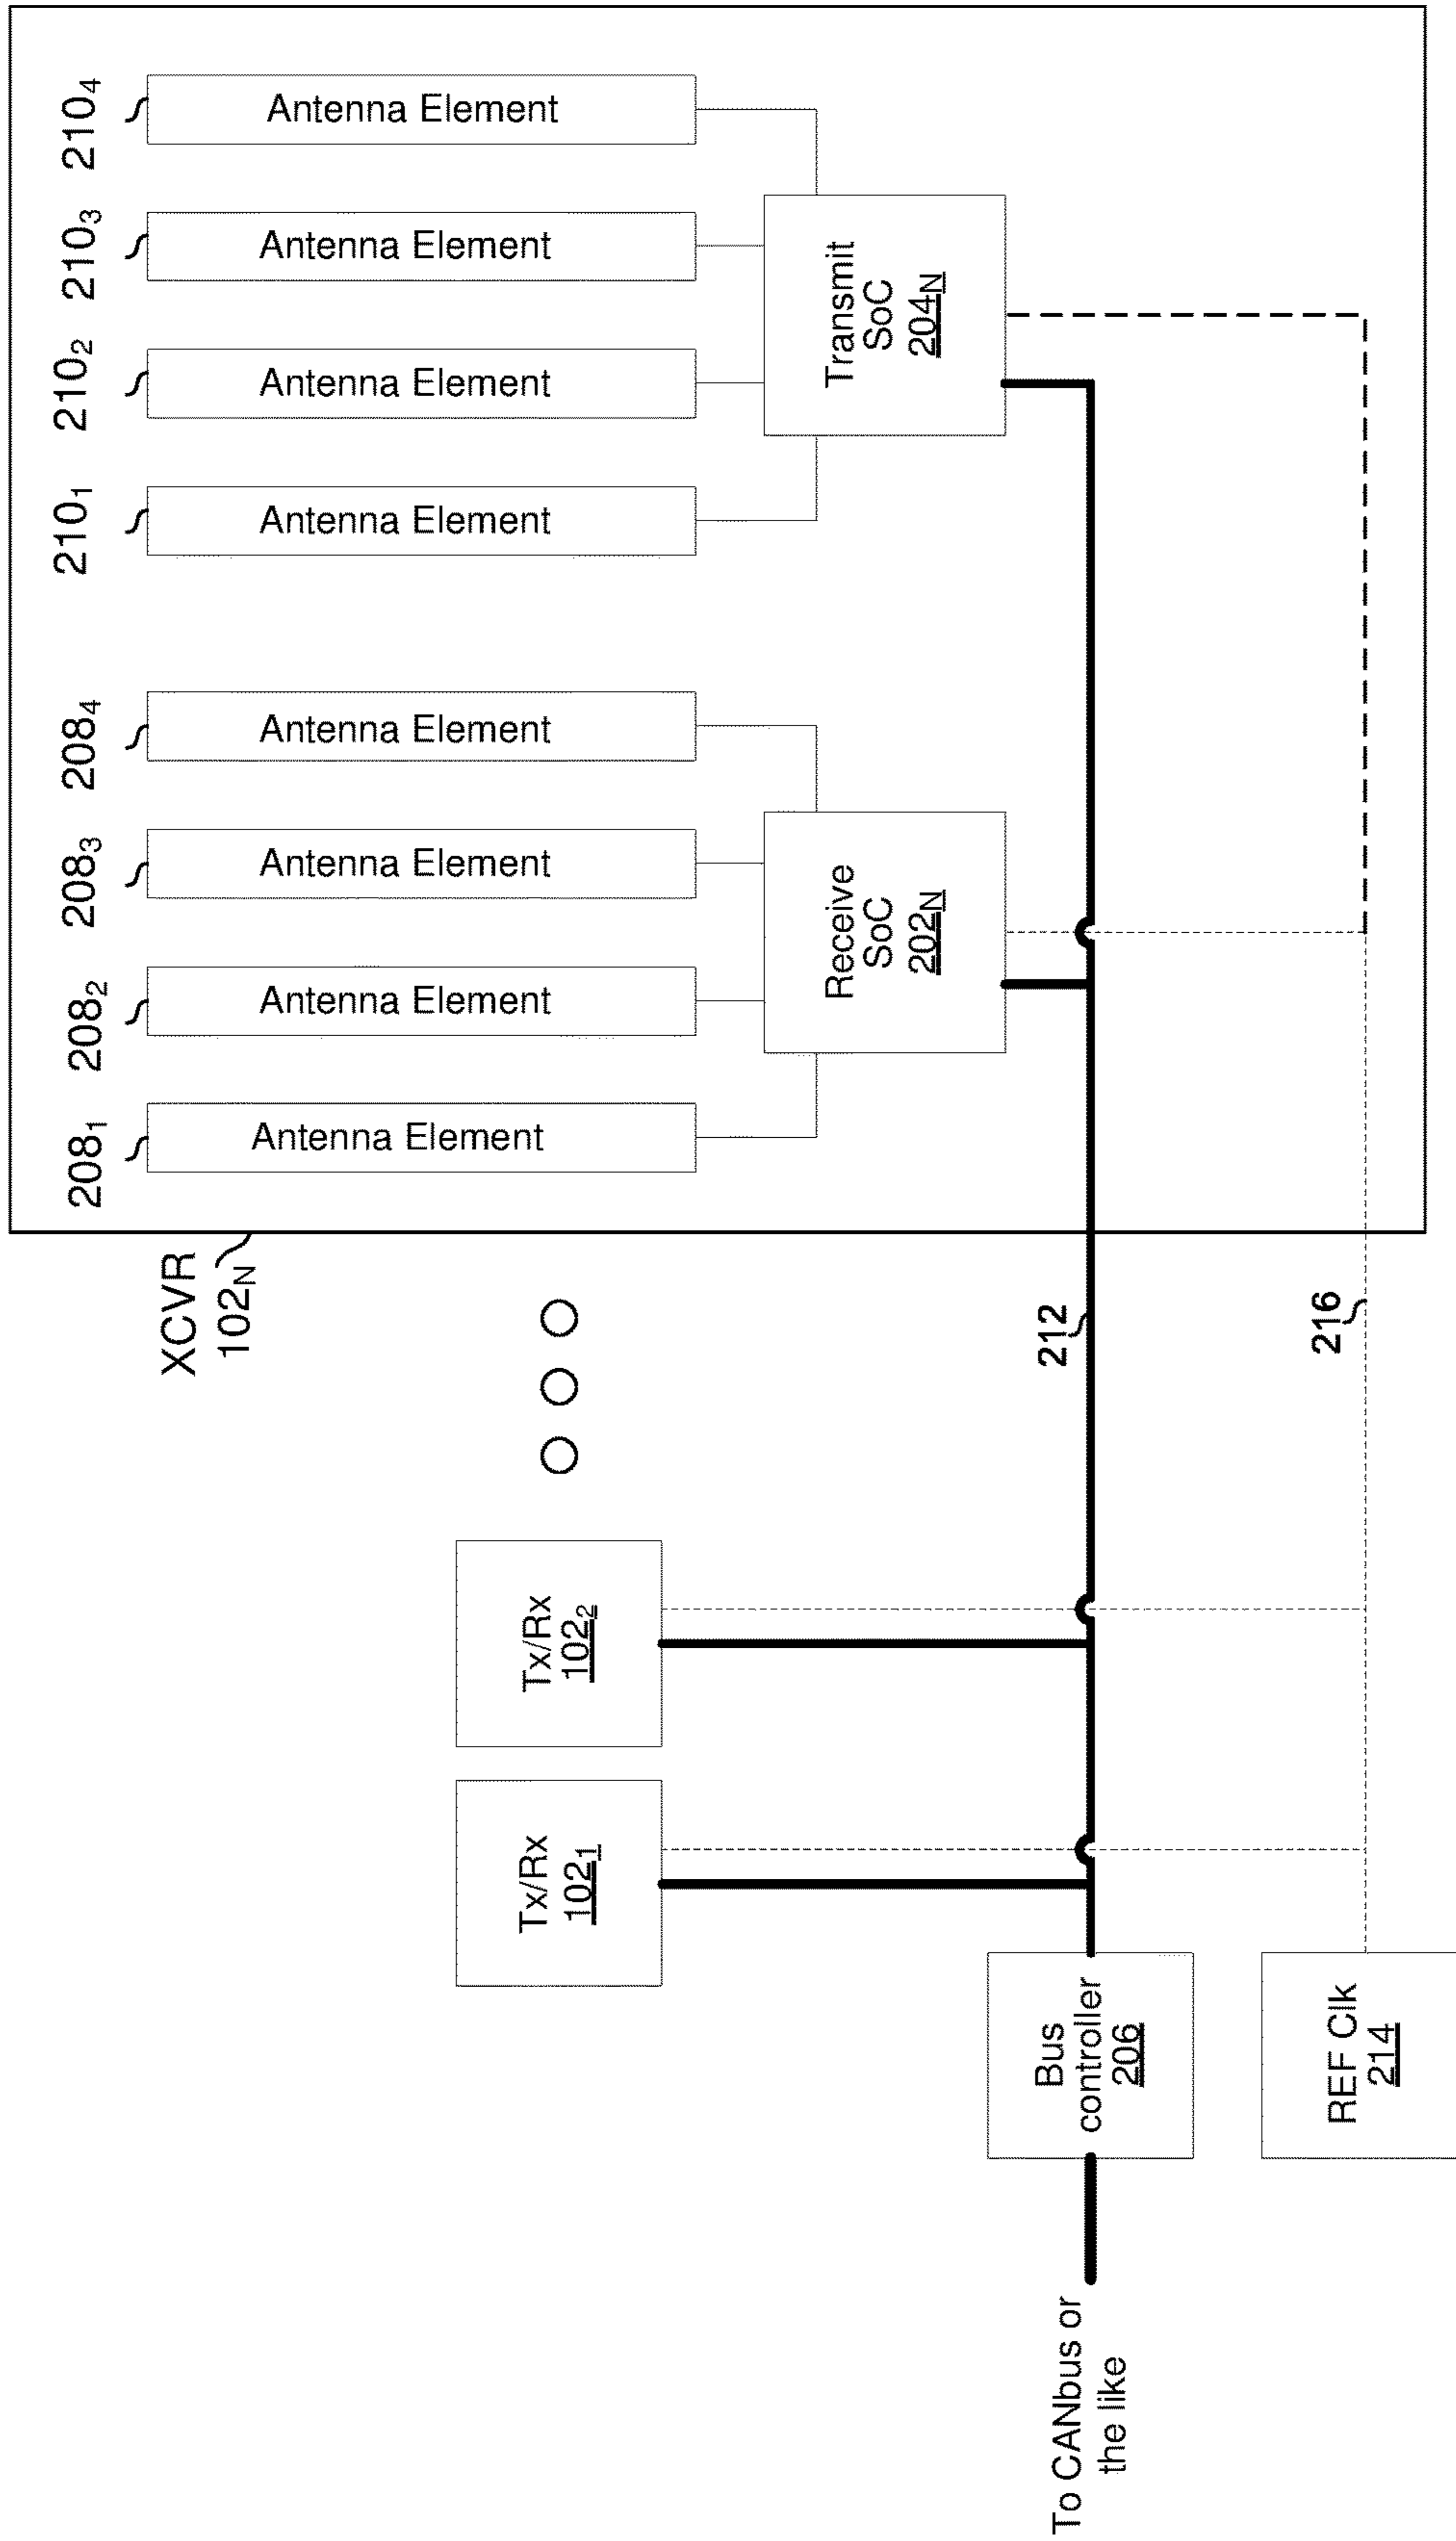 XCVR
102N
208₁
208₂
208₃
208₄
210₁
210₂
210₃
210₄
Antenna Element
Antenna Element
Antenna Element
Antenna Element
Antenna Element
Antenna Element
Antenna Element
Antenna Element
Tx/Rx
102₁
Tx/Rx
102₂
Receive
SoC
202N
Transmit
SoC
204N
To CANbus or
the like
Bus
controller
206
212
REF Clk
214
216